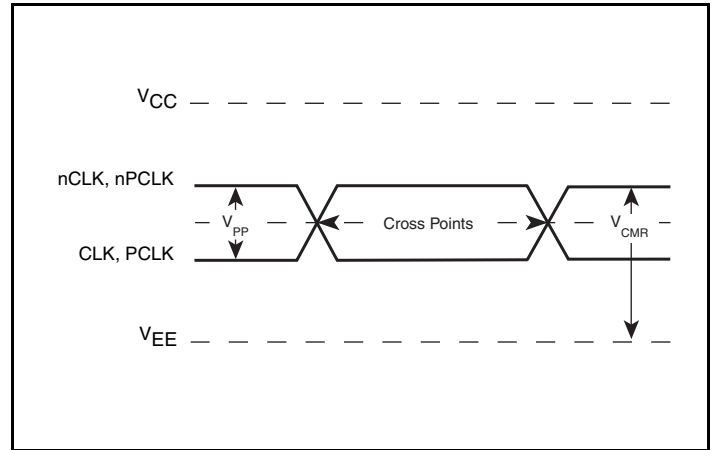 VCC
nCLK, nPCLK
VPP
Cross Points
VCMR
CLK, PCLK
VEE